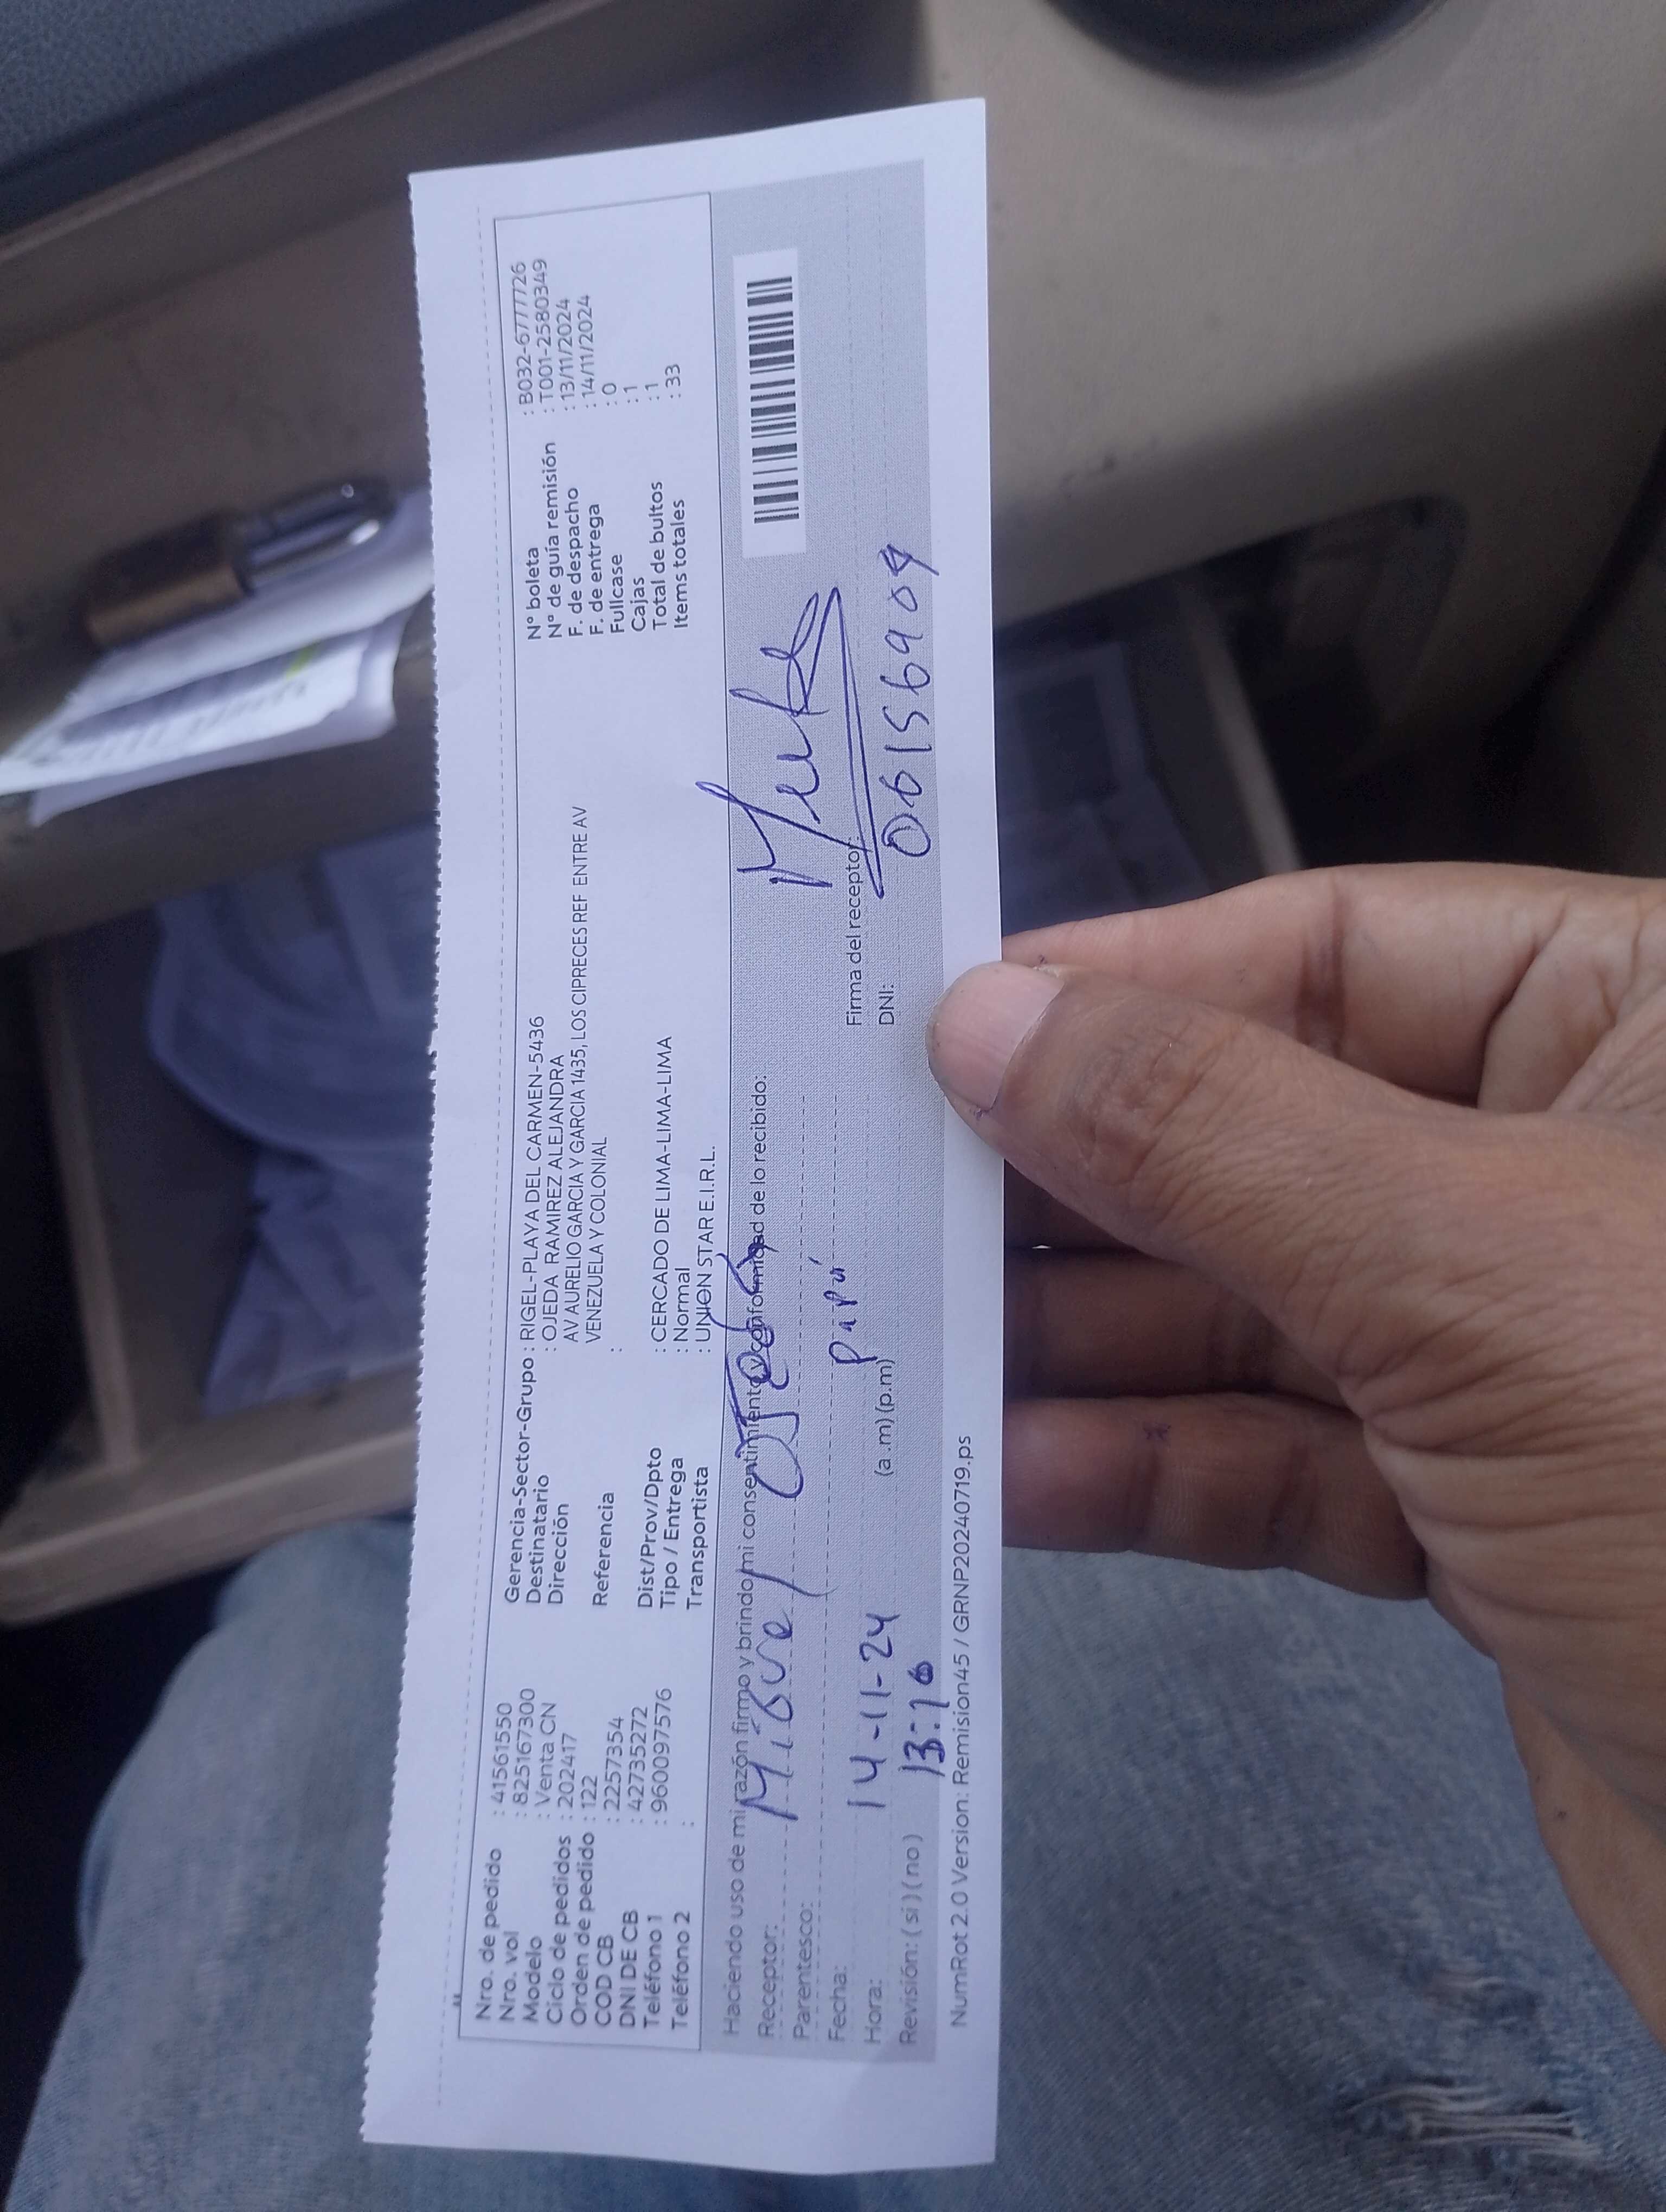 Nro. de pedido : 41561550
Nro. vol : 825167300
Modelo : Venta CN
Ciclo de pedidos : 202417
Orden de pedido : 122
COD CB : 2257354
DNI DE CB : 42735272
Teléfono 1 : 960097576
Teléfono 2 :
Gerencia-Sector-Grupo : RIGEL-PLAYA DEL CARMEN-5436
Destinatario : OJEDA RAMIREZ ALEJANDRA
Dirección AV AURELIO GARCIA Y GARCIA 1435, LOS CIPRECES REF ENTRE AV
VENEZUELA Y COLONIAL
Referencia :
Dist/Prov/Dpto : CERCADO DE LIMA-LIMA-LIMA
Tipo / Entrega : Normal
Transportista : UNION STAR E.I.R.L.
N° boleta : B032-6777726
N° de guía remisión : T001-2580349
F. de despacho : 13/11/2024
F. de entrega : 14/11/2024
Fullcase : 0
Cajas : 1
Total de bultos : 1
Items totales : 33
Haciendo uso de mi razón firmo y brindo mi consentimiento y conformidad de lo recibido:
Receptor: Miguel
Parentesco: papá
Fecha: 14-11-24
Hora: 13:10 (a.m) (p.m)
Revisión: ( si ) ( no )
Firma del receptor:
DNI: 06156909
NumRot 2.0 Version: Remision45 / GRNP20240719.ps